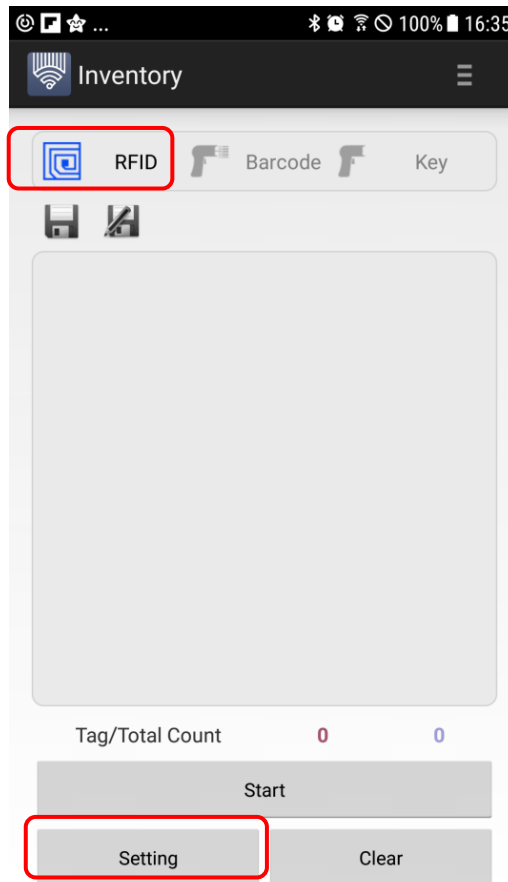 ... 100% 16:35
Inventory
RFID Barcode Key
Tag/Total Count 0 0
Start
Setting Clear